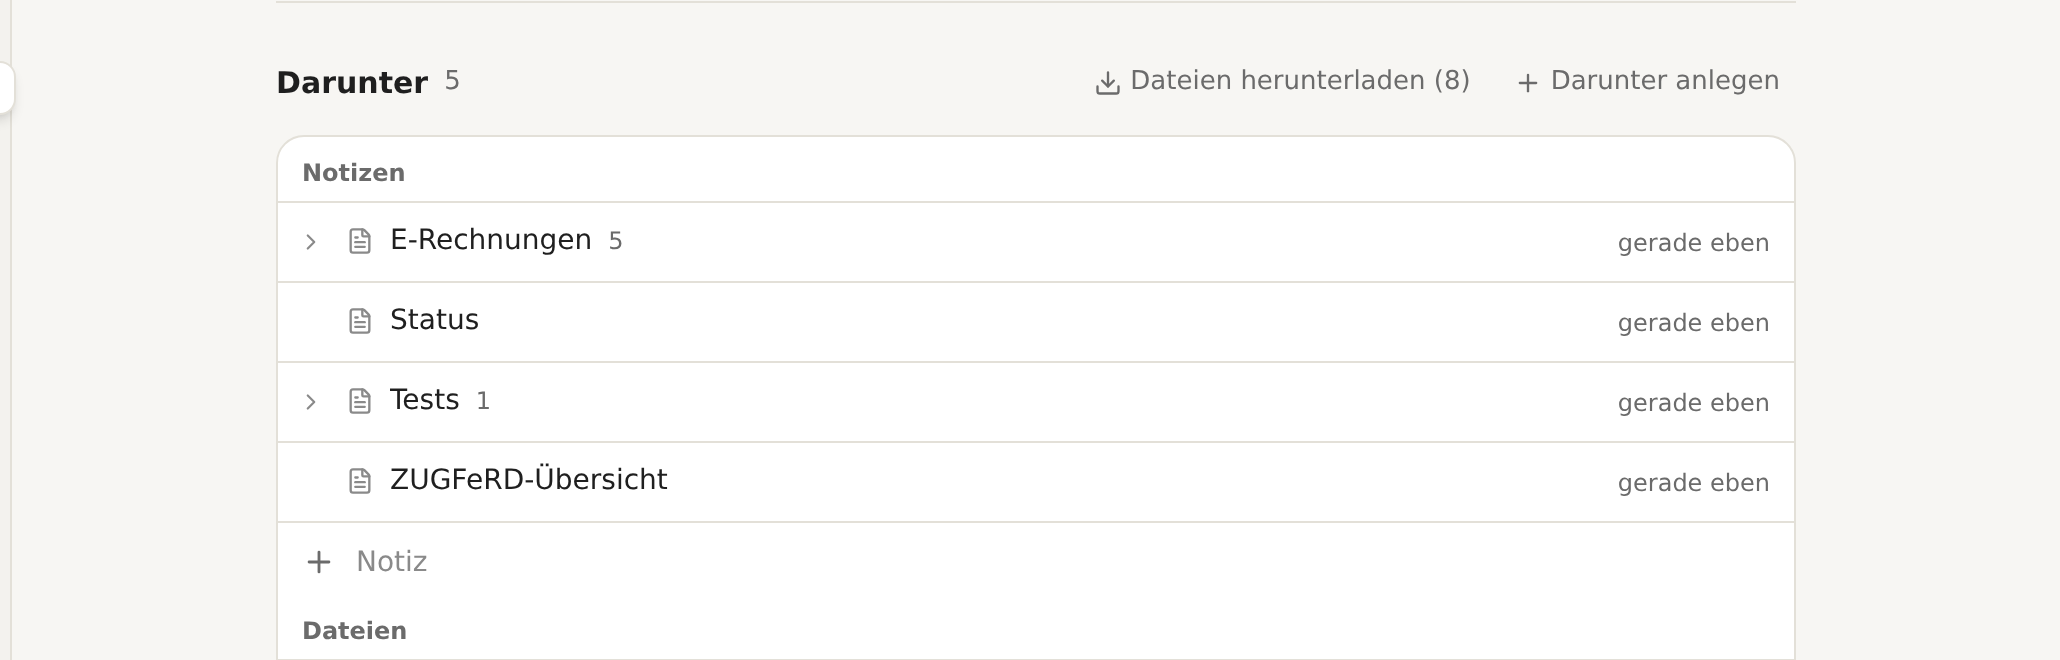 Darunter 5 Dateien herunterladen (8) + Darunter anlegen
Notizen
E-Rechnungen 5 gerade eben
Status gerade eben
Tests 1 gerade eben
ZUGFeRD-Übersicht gerade eben
+ Notiz
Dateien